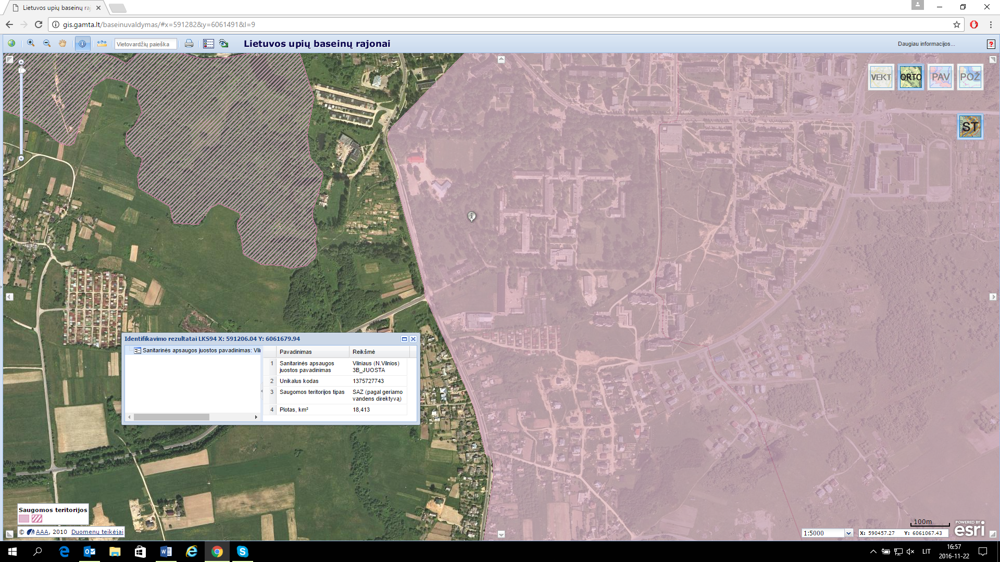 Lietuvos upių baseinų raj
gis.gamta.lt/baseinuvaldymas/#x=591282&y=6061491&l=9
Vietovardžių paieška
Lietuvos upių baseinų rajonai
Daugiau informacijos...
VEKT
ORTO
PAV
POŽ
ST
Identifikavimo rezultatai LKS94 X: 591206.04 Y: 6061679.94
Sanitarinės apsaugos juostos pavadinimas: Viln
Pavadinimas
Reikšmė
1
Sanitarinės apsaugos
juostos pavadinimas
Vilniaus (N.Vilnios)
3B_JUOSTA
2
Unikalus kodas
1375727743
3
Saugomos teritorijos tipas
SAZ (pagal geriamo
vandens direktyvą)
4
Plotas, km²
18,413
Saugomos teritorijos
© AAA, 2010 Duomenų teikėjai
100m
POWERED BY
esri
1:5000
X: 590457.27 Y: 6061067.43
LIT
16:57
2016-11-22